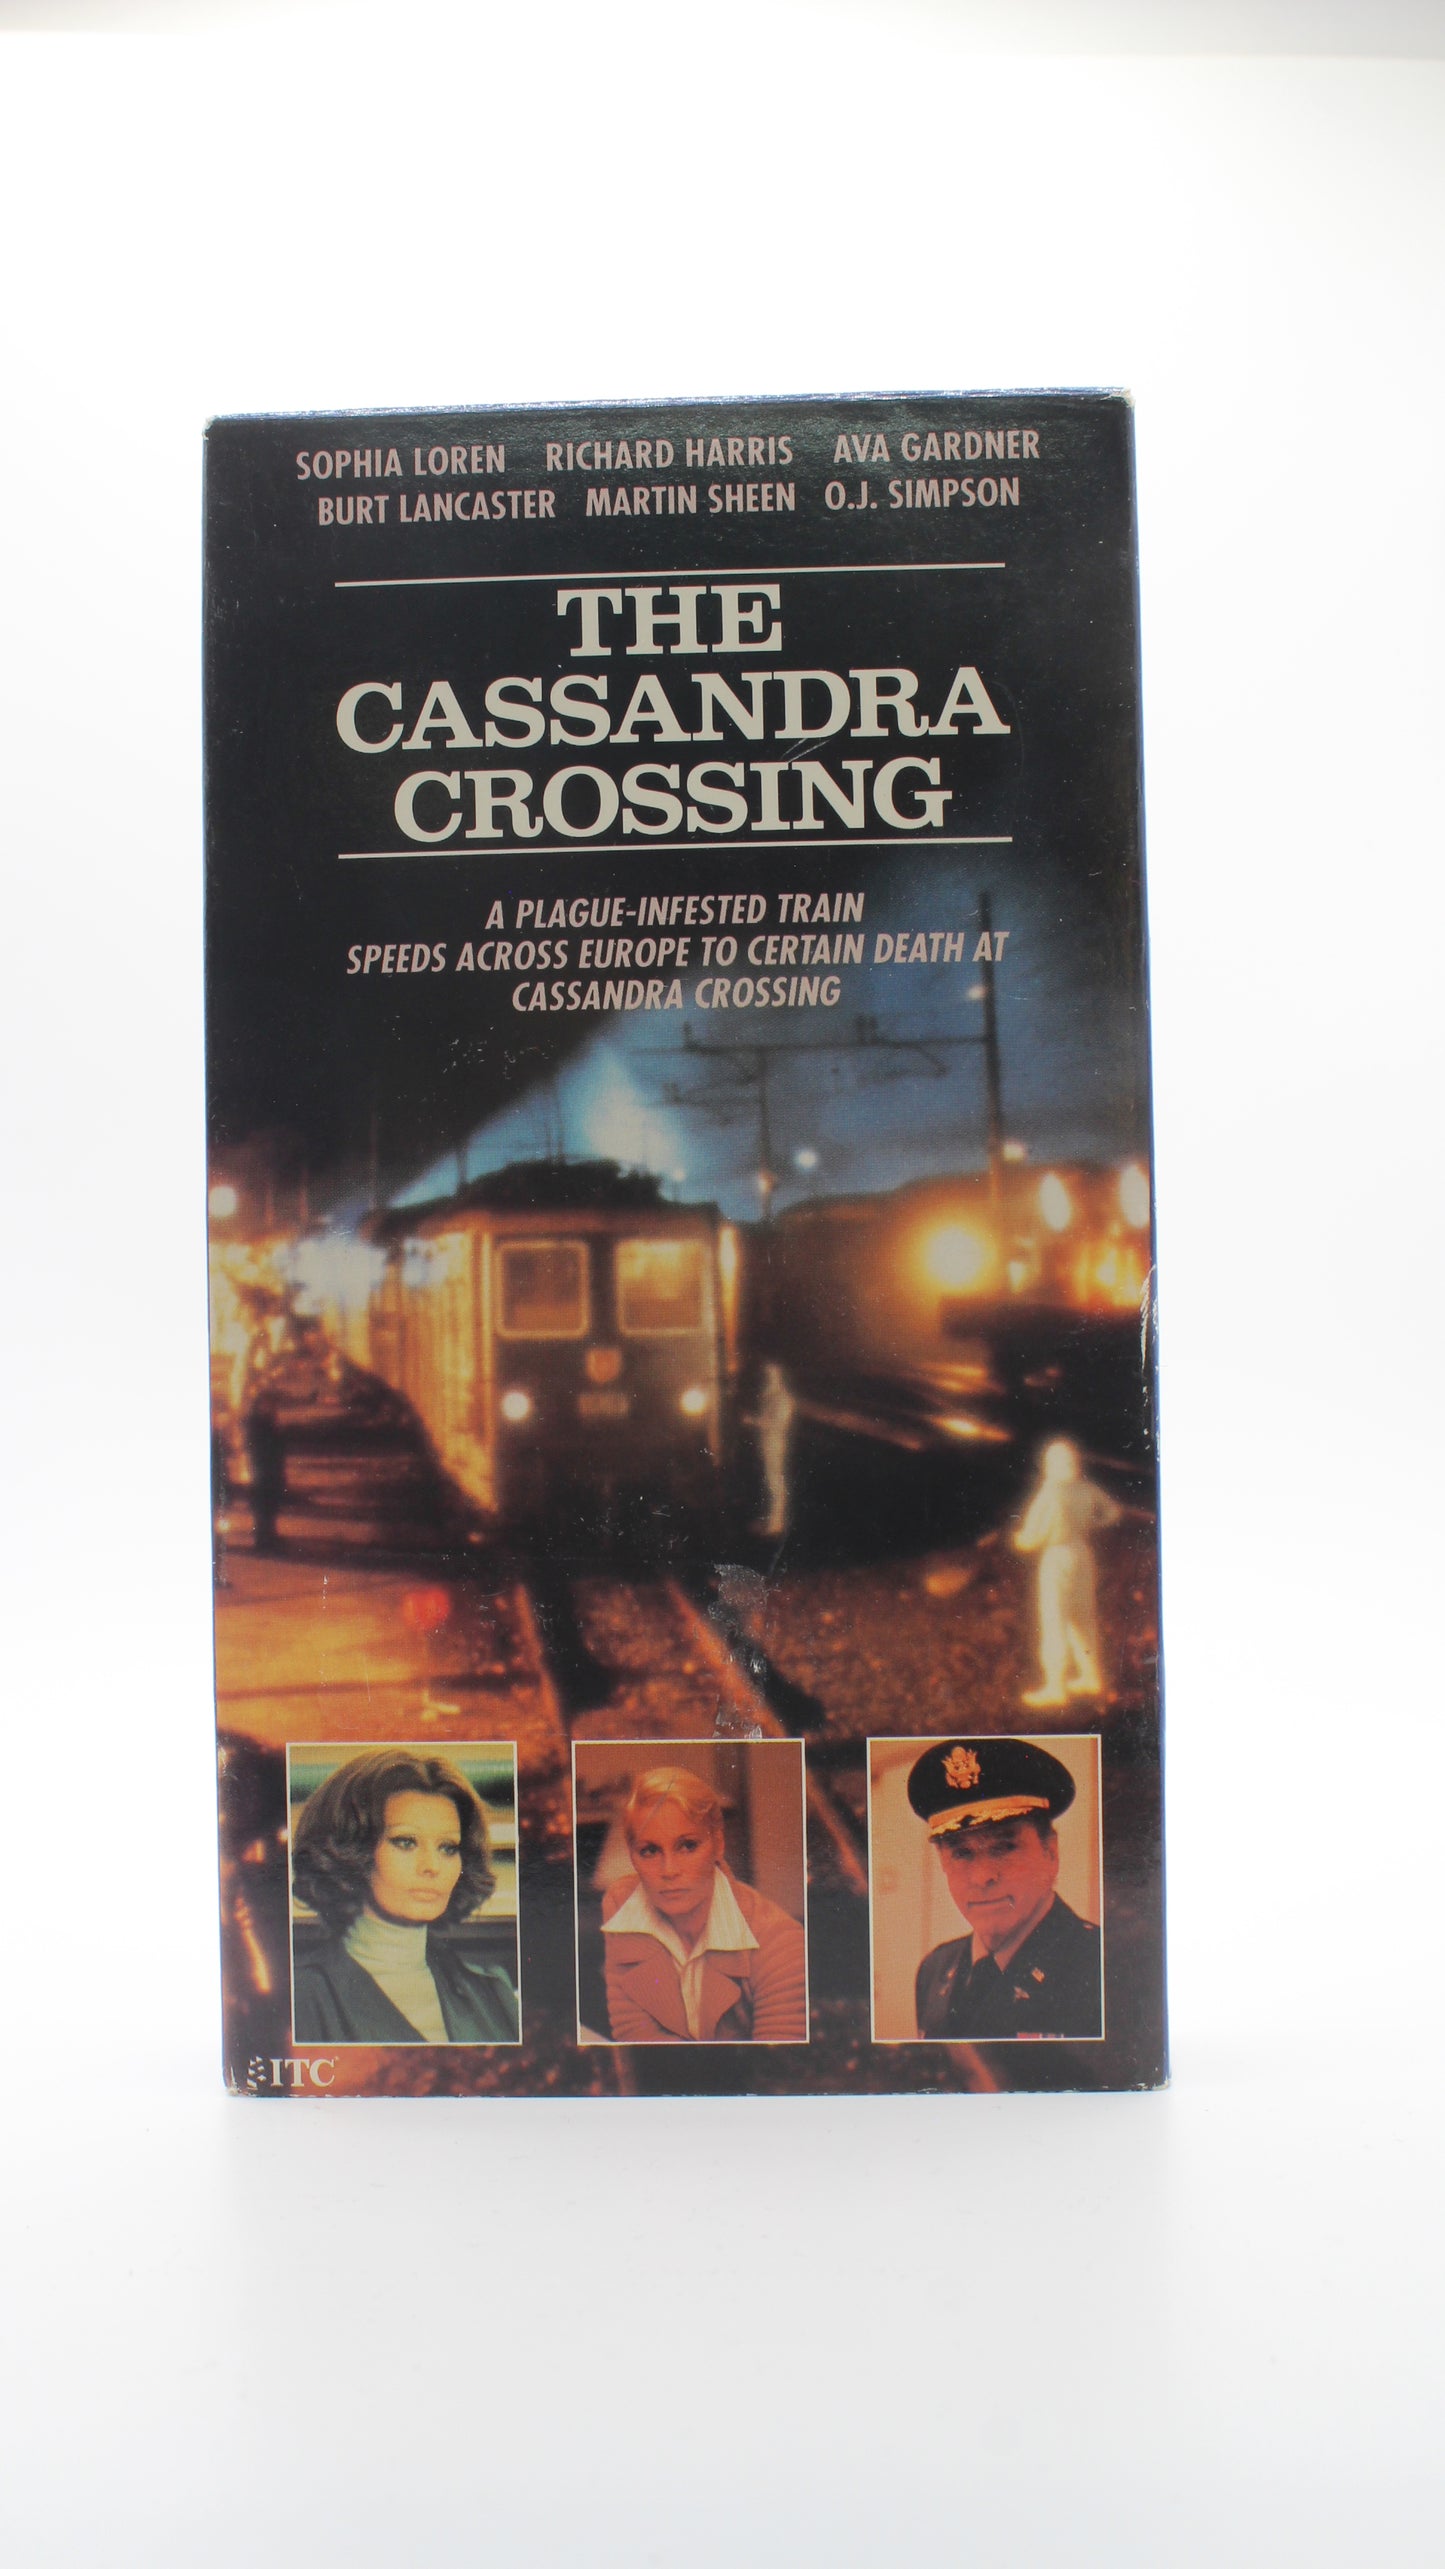 SOPHIA LOREN RICHARD HARRIS AVA GARDNER
BURT LANCASTER MARTIN SHEEN O.J. SIMPSON
THE
CASSANDRA
CROSSING
A PLAGUE-INFESTED TRAIN
SPEEDS ACROSS EUROPE TO CERTAIN DEATH AT
CASSANDRA CROSSING
ITC